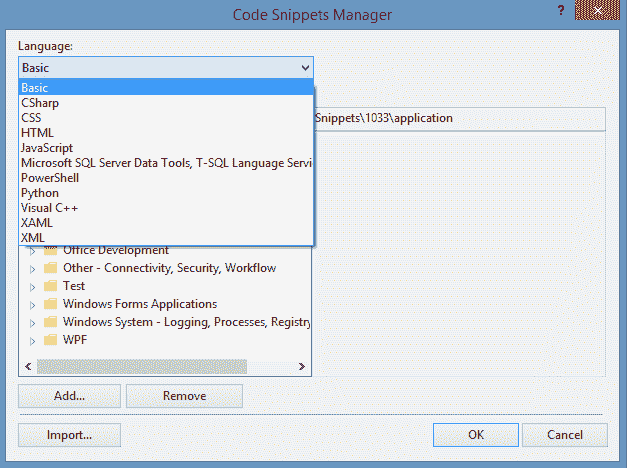 Code Snippets Manager
?
Language:
Basic
Basic
CSharp
CSS
Snippets\1033\application
HTML
JavaScript
Microsoft SQL Server Data Tools, T-SQL Language Servi
PowerShell
Python
Visual C++
XAML
XML
Office Development
Other - Connectivity, Security, Workflow
Test
Windows Forms Applications
Windows System - Logging, Processes, Registry
WPF
Add... Remove
Import... OK Cancel